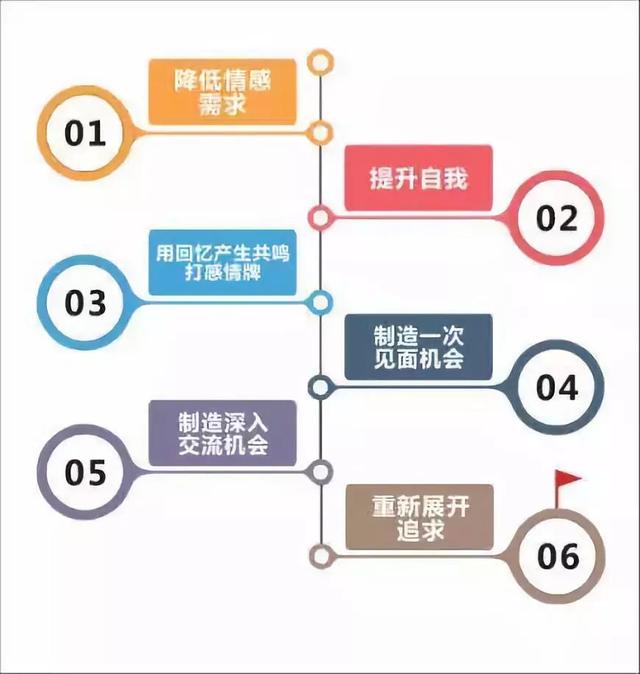 01
降低情感
需求
提升自我
02
03
用回忆产生共鸣
打感情牌
制造一次
见面机会
04
05
制造深入
交流机会
重新展开
追求
06